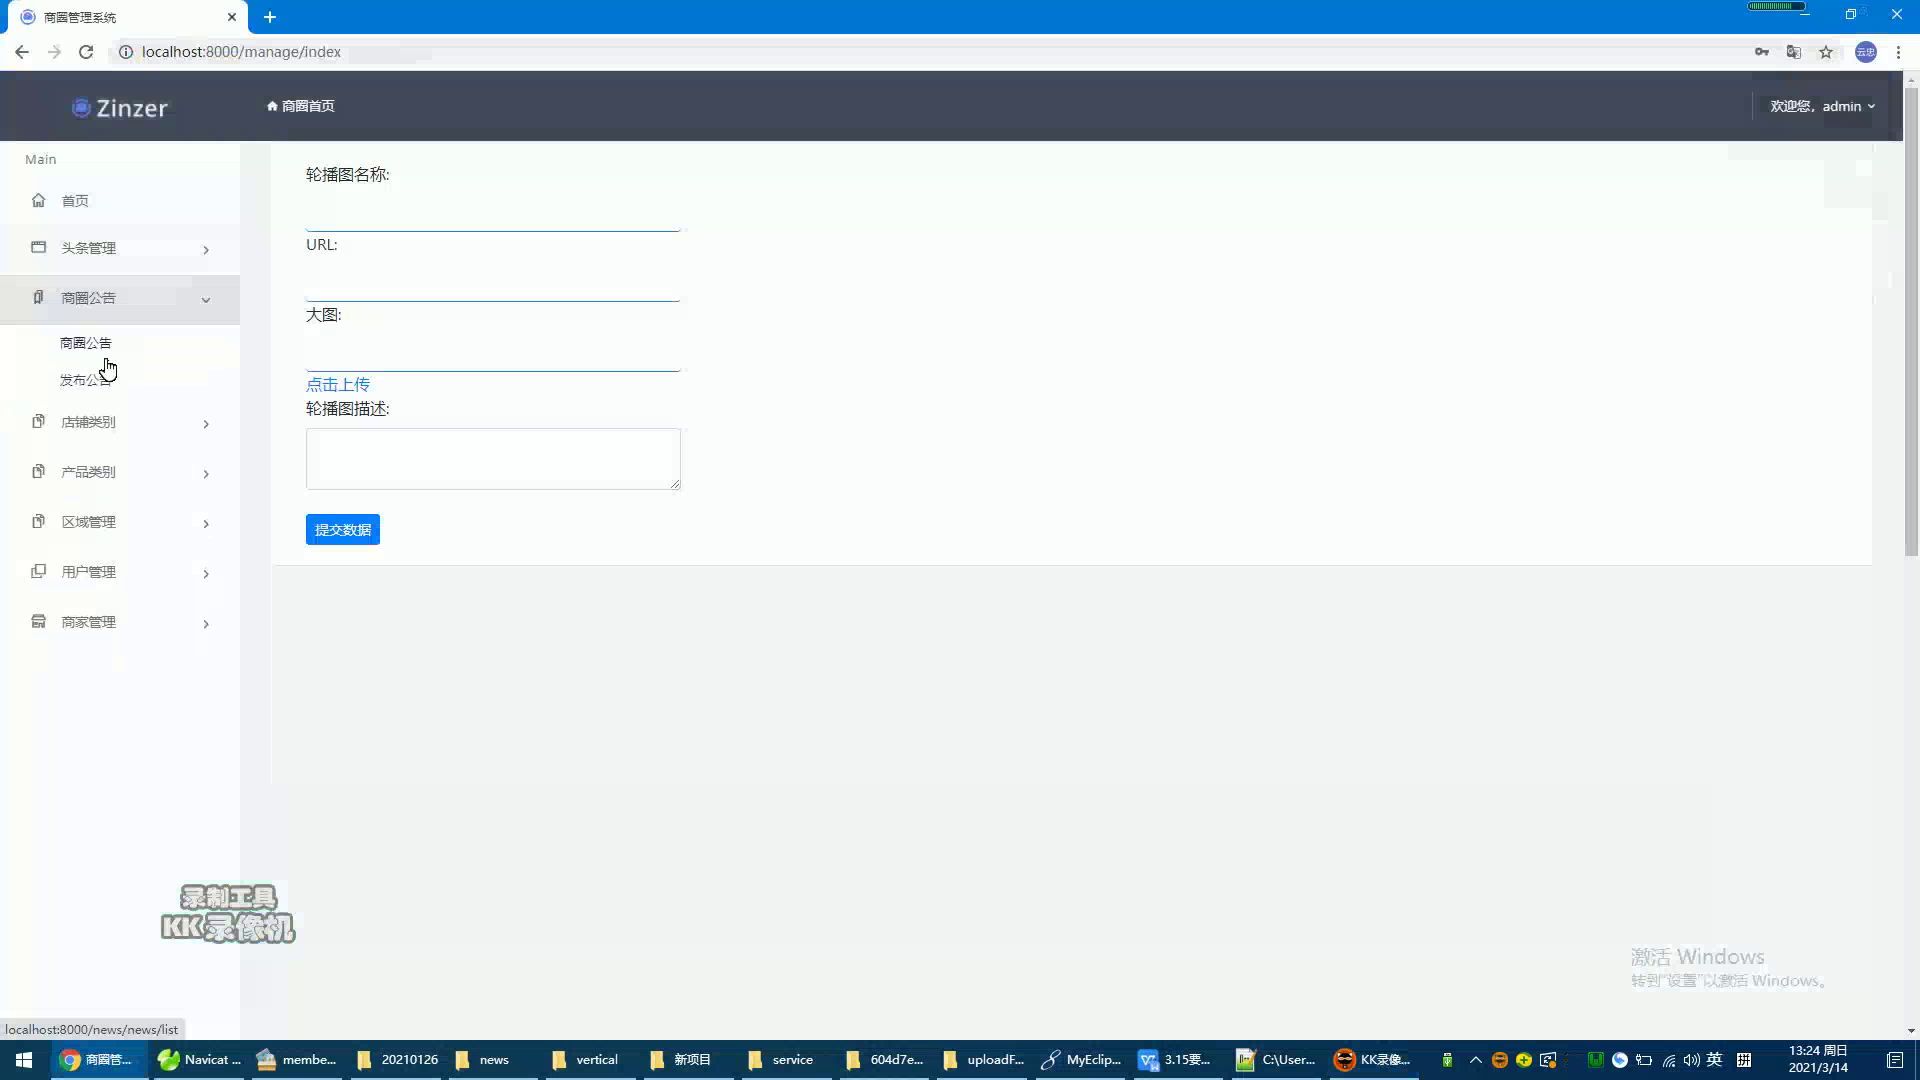 商圈管理系统
localhost:8000/manage/index
云忠
Zinzer
商圈首页
欢迎您，admin
Main
首页
头条管理
商圈公告
商圈公告
发布公告
店铺类别
产品类别
区域管理
用户管理
商家管理
轮播图名称:
URL:
大图:
点击上传
轮播图描述:
提交数据
录制工具
KK录像机
激活 Windows
转到"设置"以激活 Windows。
localhost:8000/news/news/list
商圈管...
Navicat ...
membe...
20210126
news
vertical
新项目
service
604d7e...
uploadF...
MyEclip...
3.15要...
C:\User...
KK录像...
英
13:24 周日
2021/3/14